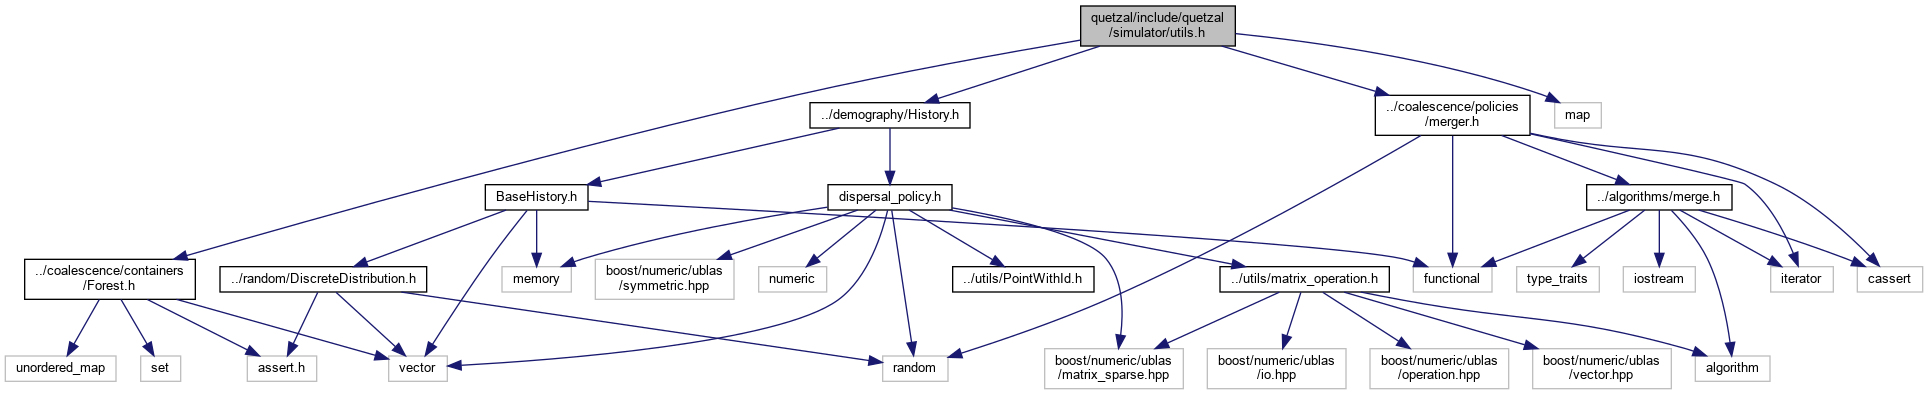 quetzal/include/quetzal
/simulator/utils.h
../demography/History.h
../coalescence/policies
/merger.h
map
BaseHistory.h
dispersal_policy.h
../algorithms/merge.h
../coalescence/containers
/Forest.h
../random/DiscreteDistribution.h
memory
boost/numeric/ublas
/symmetric.hpp
numeric
../utils/PointWithId.h
../utils/matrix_operation.h
functional
type_traits
iostream
iterator
cassert
unordered_map
set
assert.h
vector
random
boost/numeric/ublas
/matrix_sparse.hpp
boost/numeric/ublas
/io.hpp
boost/numeric/ublas
/operation.hpp
boost/numeric/ublas
/vector.hpp
algorithm